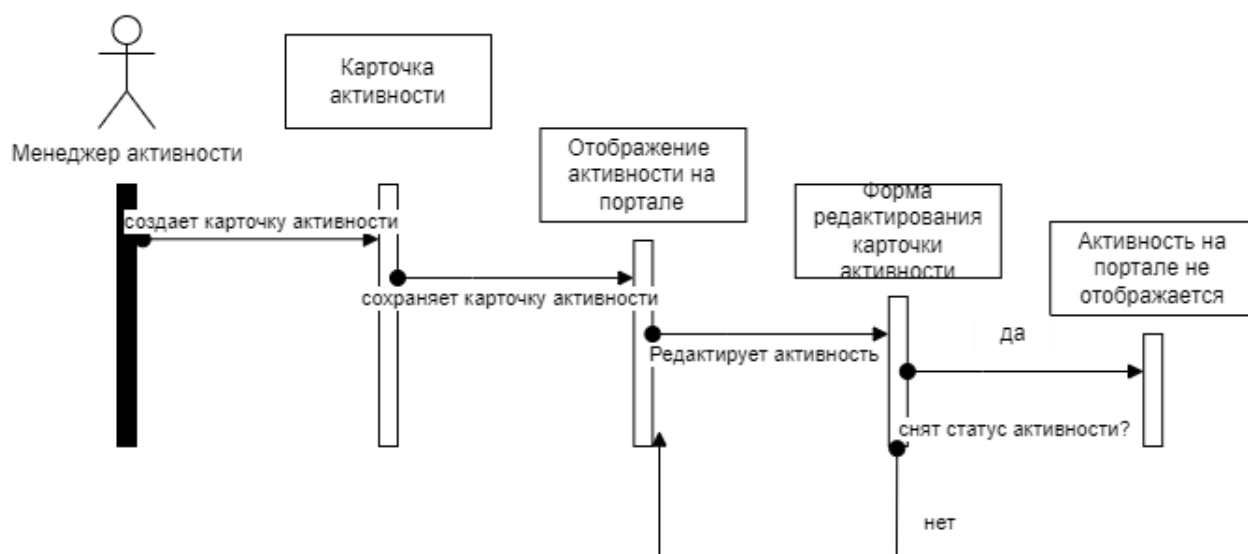 Карточка
активности
Менеджер активности
Отображение
активности на
портале
Форма
редактирования
карточки
активности
Активность на
портале не
отображается
создает карточку активности
сохраняет карточку активности
Редактирует активность
да
снят статус активности?
нет